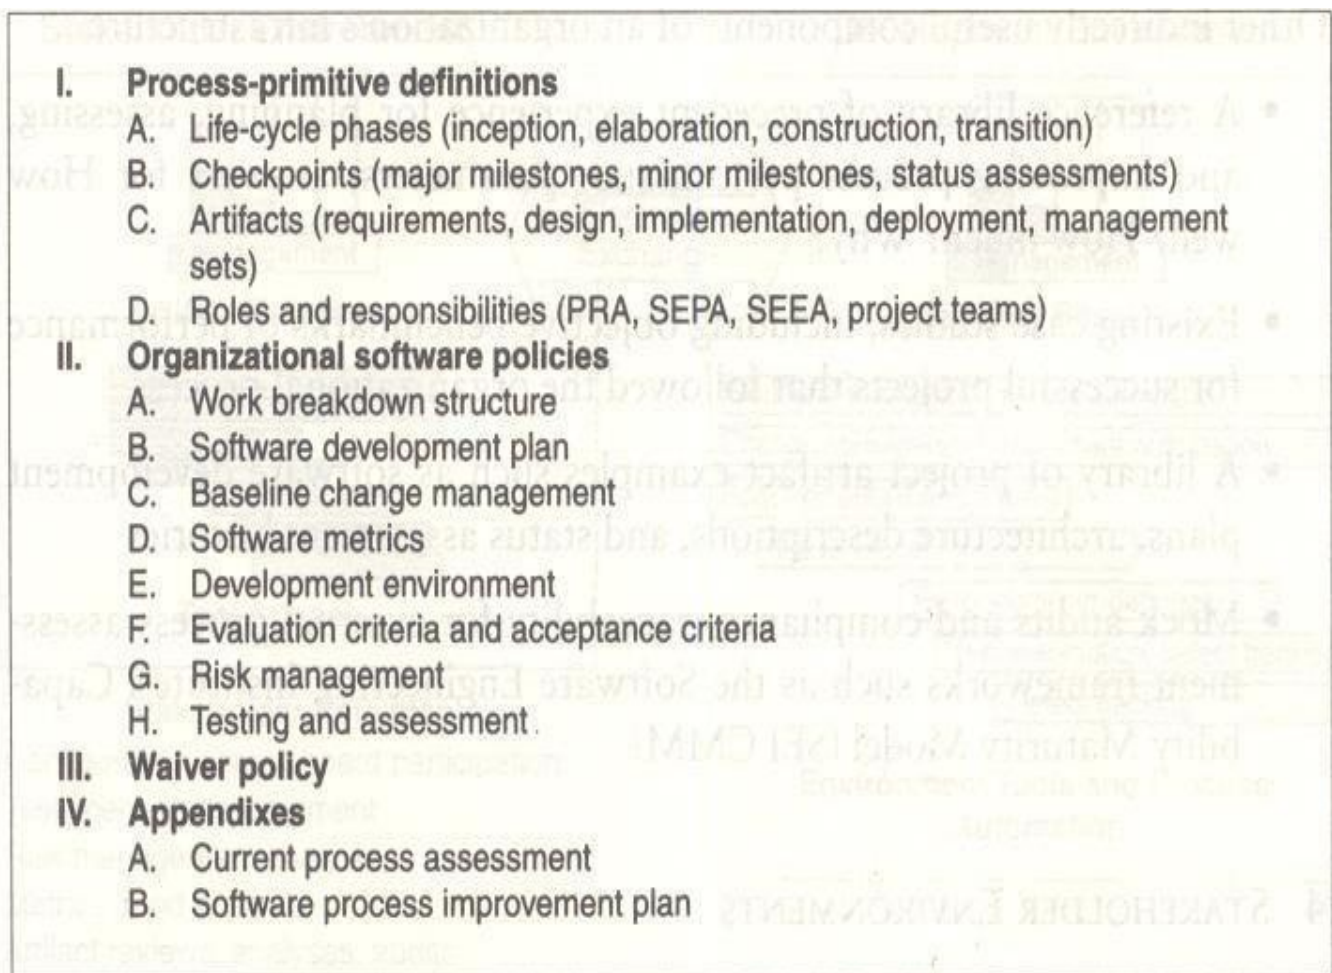 I. Process-primitive definitions
A. Life-cycle phases (inception, elaboration, construction, transition)
B. Checkpoints (major milestones, minor milestones, status assessments)
C. Artifacts (requirements, design, implementation, deployment, management
sets)
D. Roles and responsibilities (PRA, SEPA, SEEA, project teams)
II. Organizational software policies
A. Work breakdown structure
B. Software development plan
C. Baseline change management
D. Software metrics
E. Development environment
F. Evaluation criteria and acceptance criteria
G. Risk management
H. Testing and assessment
III. Waiver policy
IV. Appendixes
A. Current process assessment
B. Software process improvement plan